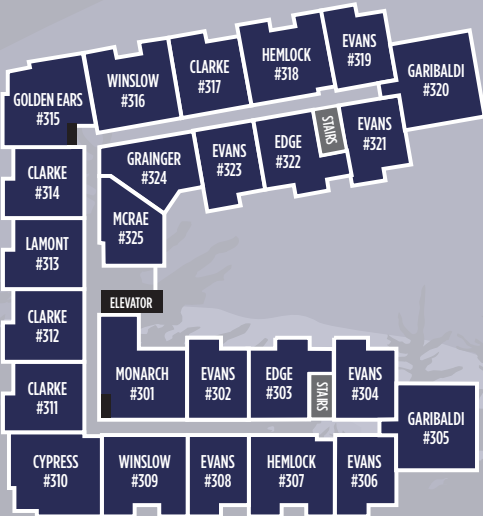 EVANS
#319
HEMLOCK
#318
GARIBALDI
#320
CLARKE
#317
WINSLOW
#316
GOLDEN EARS
#315
STAIRS
EVANS
#321
EDGE
#322
EVANS
#323
GRAINGER
#324
CLARKE
#314
MCRAE
#325
LAMONT
#313
ELEVATOR
CLARKE
#312
MONARCH
#301
EVANS
#302
EDGE
#303
STAIRS
EVANS
#304
CLARKE
#311
GARIBALDI
#305
CYPRESS
#310
WINSLOW
#309
EVANS
#308
HEMLOCK
#307
EVANS
#306